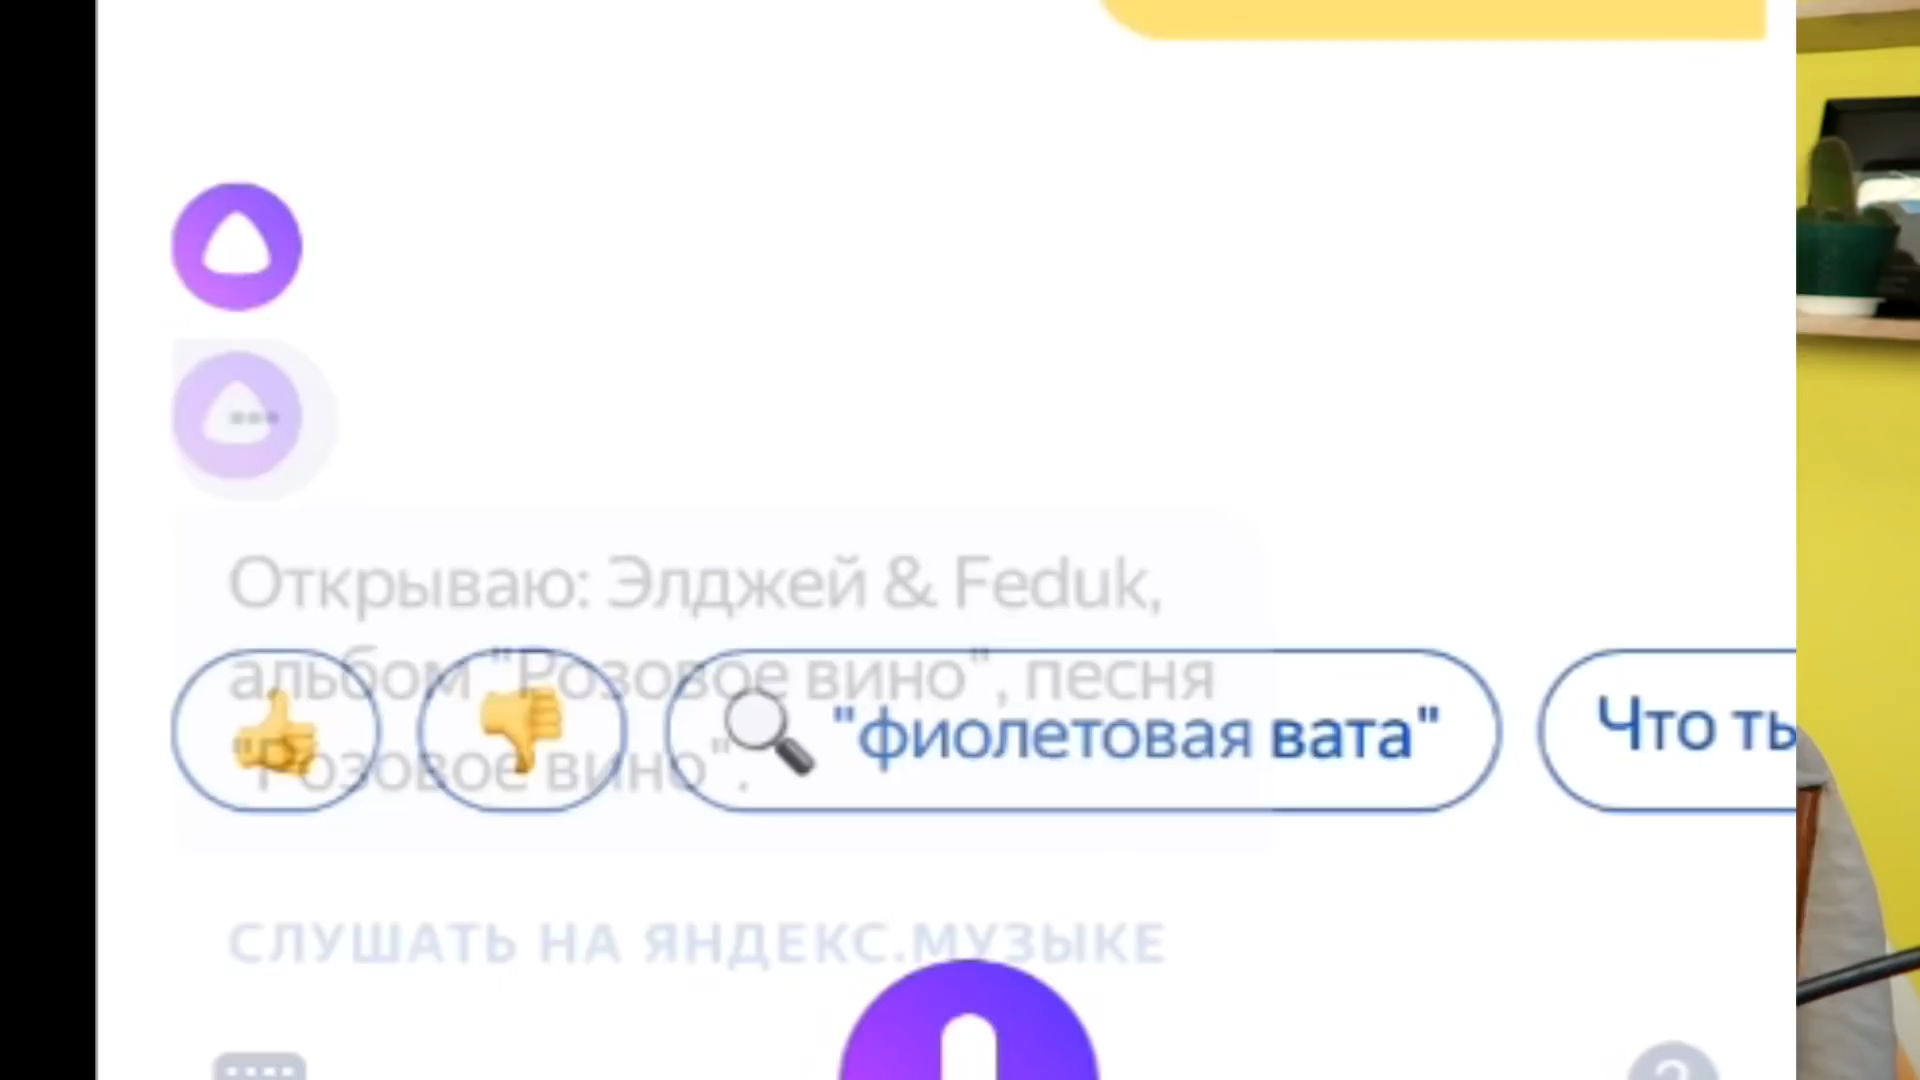 Открываю: Элджей & Feduk,
альбом "Розовое вино", песня
"Розовое вино".
"фиолетовая вата"
Что ты
СЛУШАТЬ НА ЯНДЕКС.МУЗЫКЕ
?